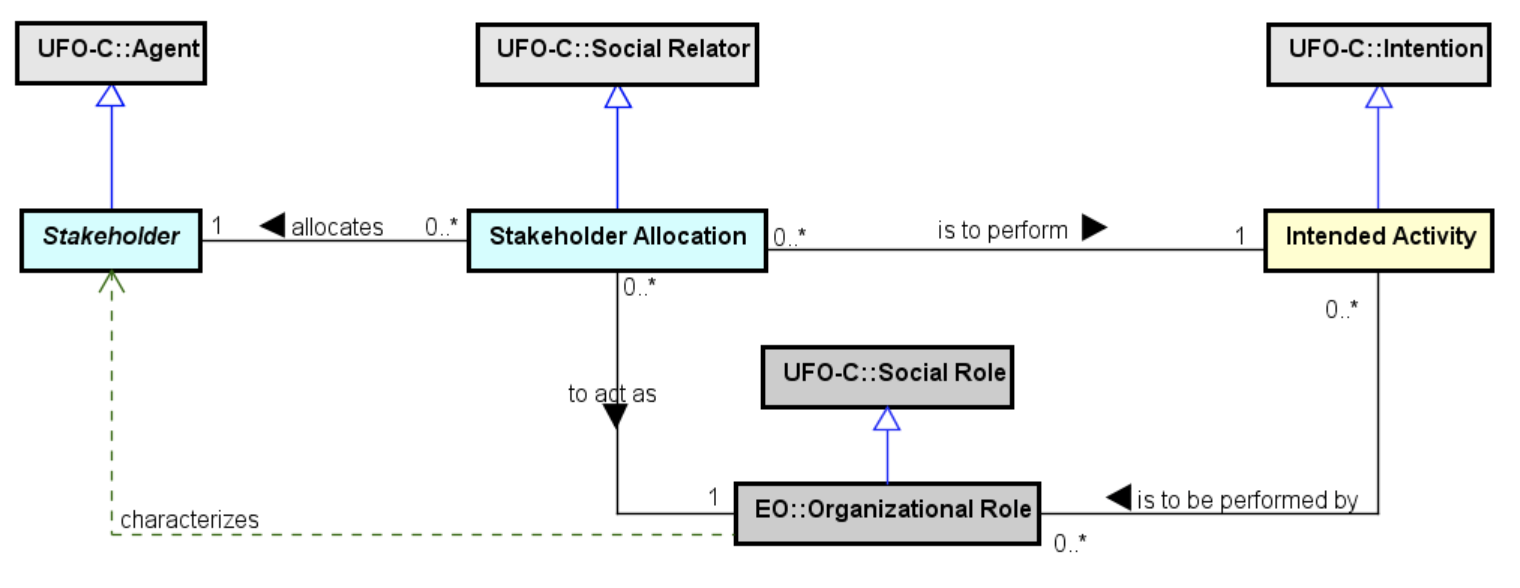 UFO-C::Agent
UFO-C::Social Relator
UFO-C::Intention
Stakeholder
1
allocates
0..*
Stakeholder Allocation
0..*
is to perform
1
Intended Activity
0..*
0..*
UFO-C::Social Role
to act as
1
EO::Organizational Role
is to be performed by
characterizes
0..*